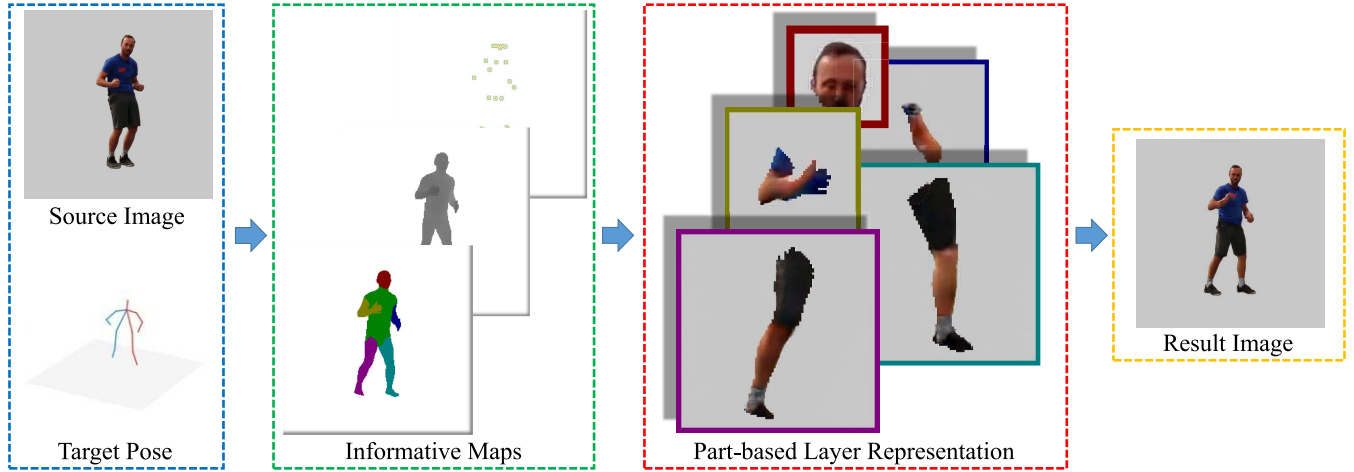 Source Image
Target Pose
Informative Maps
Part-based Layer Representation
Result Image